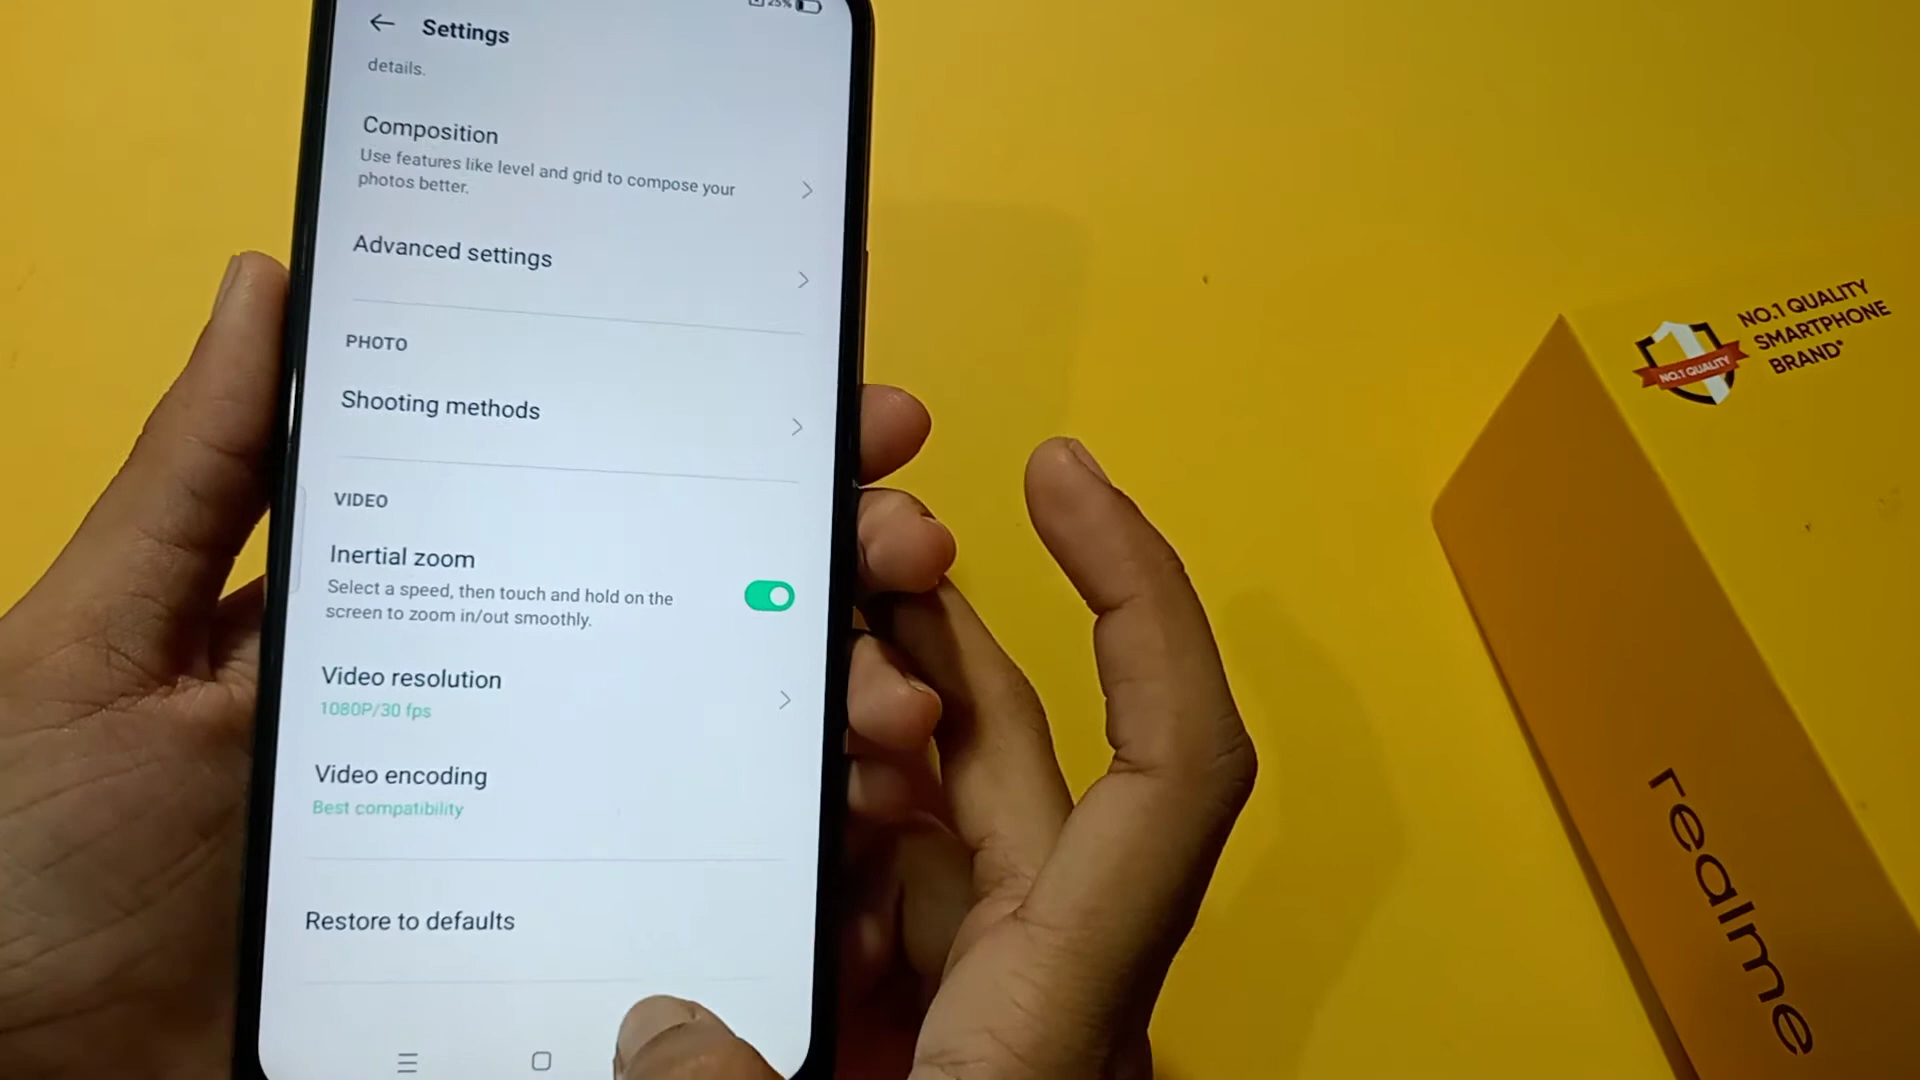 25%
Settings
details.
Composition
Use features like level and grid to compose your
photos better.
Advanced settings
PHOTO
Shooting methods
VIDEO
Inertial zoom
Select a speed, then touch and hold on the
screen to zoom in/out smoothly.
Video resolution
1080P/30 fps
Video encoding
Best compatibility
Restore to defaults
1
NO.1 QUALITY
NO.1 QUALITY
SMARTPHONE
BRAND*
realme